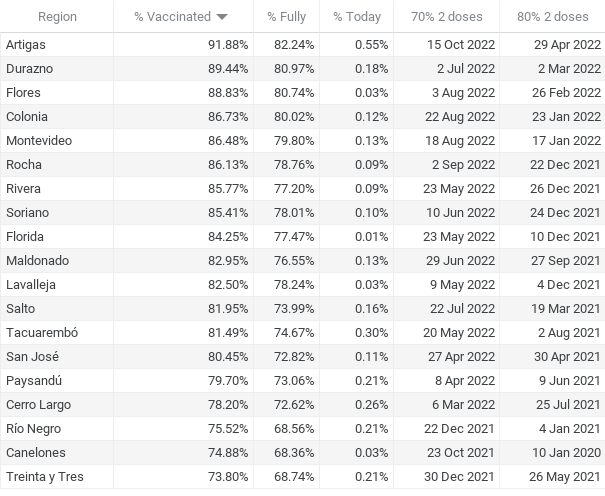 Region % Vaccinated % Fully % Today 70% 2 doses 80% 2 doses
Artigas 91.88% 82.24% 0.55% 15 Oct 2022 29 Apr 2022
Durazno 89.44% 80.97% 0.18% 2 Jul 2022 2 Mar 2022
Flores 88.83% 80.74% 0.03% 3 Aug 2022 26 Feb 2022
Colonia 86.73% 80.02% 0.12% 22 Aug 2022 23 Jan 2022
Montevideo 86.48% 79.80% 0.13% 18 Aug 2022 17 Jan 2022
Rocha 86.13% 78.76% 0.09% 2 Sep 2022 22 Dec 2021
Rivera 85.77% 77.20% 0.09% 23 May 2022 26 Dec 2021
Soriano 85.41% 78.01% 0.10% 10 Jun 2022 24 Dec 2021
Florida 84.25% 77.47% 0.01% 23 May 2022 10 Dec 2021
Maldonado 82.95% 76.55% 0.13% 29 Jun 2022 27 Sep 2021
Lavalleja 82.50% 78.24% 0.03% 9 May 2022 4 Dec 2021
Salto 81.95% 73.99% 0.16% 22 Jul 2022 19 Mar 2021
Tacuarembó 81.49% 74.67% 0.30% 20 May 2022 2 Aug 2021
San José 80.45% 72.82% 0.11% 27 Apr 2022 30 Apr 2021
Paysandú 79.70% 73.06% 0.21% 8 Apr 2022 9 Jun 2021
Cerro Largo 78.20% 72.62% 0.26% 6 Mar 2022 25 Jul 2021
Río Negro 75.52% 68.56% 0.21% 22 Dec 2021 4 Jan 2021
Canelones 74.88% 68.36% 0.03% 23 Oct 2021 10 Jan 2020
Treinta y Tres 73.80% 68.74% 0.21% 30 Dec 2021 26 May 2021